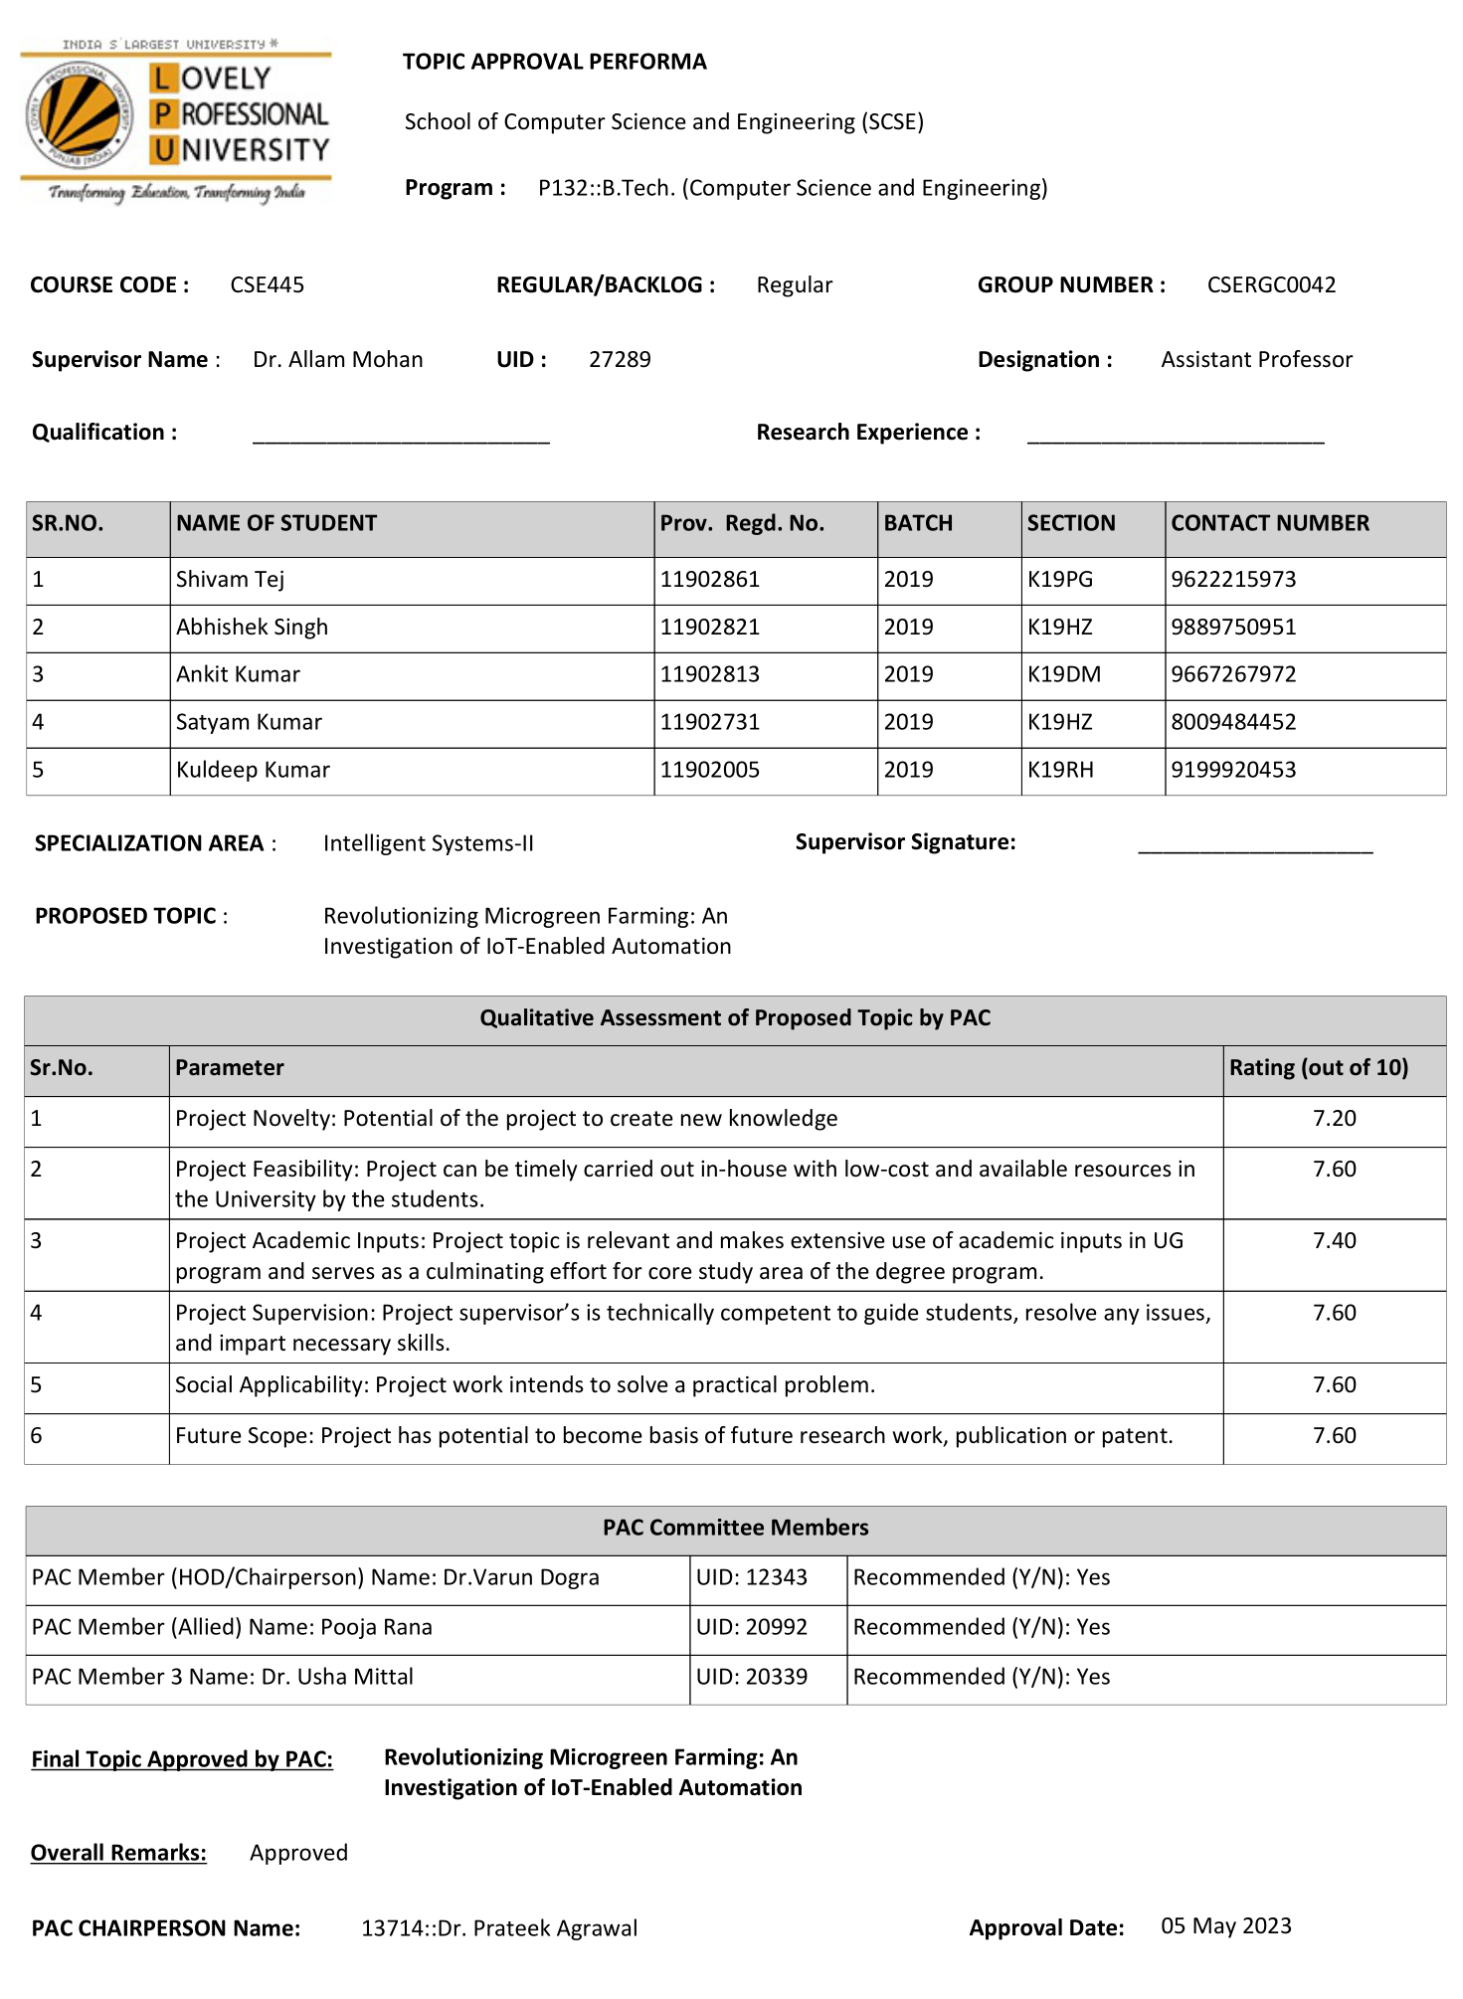 INDIA S'LARGEST UNIVERSITY *
LOVELY
PROFESSIONAL
UNIVERSITY
LOVELY PROFESSIONAL UNIVERSITY
PUNJAB (INDIA)
Transforming Education, Transforming India
TOPIC APPROVAL PERFORMA
School of Computer Science and Engineering (SCSE)
Program : P132::B.Tech. (Computer Science and Engineering)
COURSE CODE : CSE445 REGULAR/BACKLOG : Regular GROUP NUMBER : CSERGC0042
Supervisor Name : Dr. Allam Mohan UID : 27289 Designation : Assistant Professor
Qualification : ________________________ Research Experience : ________________________
SR.NO. NAME OF STUDENT Prov. Regd. No. BATCH SECTION CONTACT NUMBER
1 Shivam Tej 11902861 2019 K19PG 9622215973
2 Abhishek Singh 11902821 2019 K19HZ 9889750951
3 Ankit Kumar 11902813 2019 K19DM 9667267972
4 Satyam Kumar 11902731 2019 K19HZ 8009484452
5 Kuldeep Kumar 11902005 2019 K19RH 9199920453
SPECIALIZATION AREA : Intelligent Systems-II Supervisor Signature: ___________________
PROPOSED TOPIC : Revolutionizing Microgreen Farming: An
Investigation of IoT-Enabled Automation
Qualitative Assessment of Proposed Topic by PAC
Sr.No. Parameter Rating (out of 10)
1 Project Novelty: Potential of the project to create new knowledge 7.20
2 Project Feasibility: Project can be timely carried out in-house with low-cost and available resources in 7.60
the University by the students.
3 Project Academic Inputs: Project topic is relevant and makes extensive use of academic inputs in UG 7.40
program and serves as a culminating effort for core study area of the degree program.
4 Project Supervision: Project supervisor’s is technically competent to guide students, resolve any issues, 7.60
and impart necessary skills.
5 Social Applicability: Project work intends to solve a practical problem. 7.60
6 Future Scope: Project has potential to become basis of future research work, publication or patent. 7.60
PAC Committee Members
PAC Member (HOD/Chairperson) Name: Dr.Varun Dogra UID: 12343 Recommended (Y/N): Yes
PAC Member (Allied) Name: Pooja Rana UID: 20992 Recommended (Y/N): Yes
PAC Member 3 Name: Dr. Usha Mittal UID: 20339 Recommended (Y/N): Yes
Final Topic Approved by PAC: Revolutionizing Microgreen Farming: An
Investigation of IoT-Enabled Automation
Overall Remarks: Approved
PAC CHAIRPERSON Name: 13714::Dr. Prateek Agrawal Approval Date: 05 May 2023